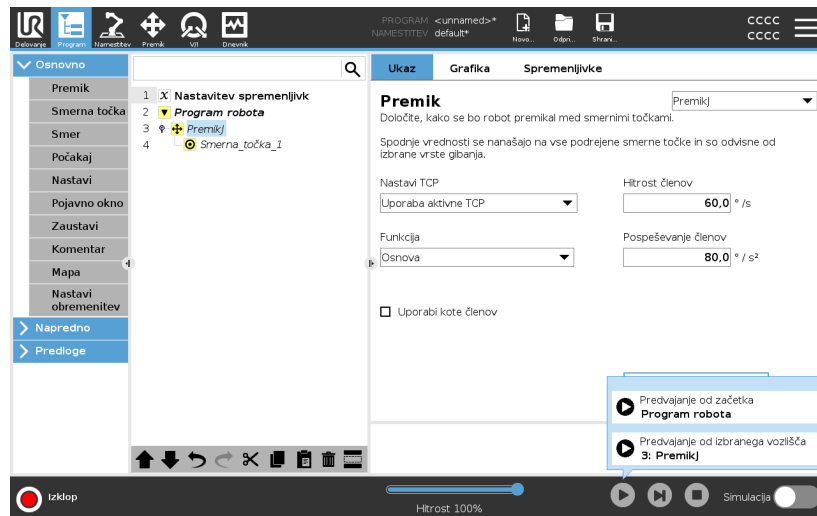 PROGRAM <unnamed>*
NAMESTITEV default*
Delovanje
Program
Namestitev
Premik
V/I
Dnevnik
Novo...
Odpri...
Shrani...
cccc
cccc
Osnovno
Premik
Smerna točka
Smer
Počakaj
Nastavi
Pojavno okno
Zaustavi
Komentar
Mapa
Nastavi
obremenitev
Napredno
Predloge
1 X Nastavitev spremenljivk
2 Program robota
3 PremikJ
4 Smerna_točka_1
Ukaz
Grafika
Spremenljivke
Premik
PremikJ
Določite, kako se bo robot premikal med smernimi točkami.
Spodnje vrednosti se nanašajo na vse podrejene smerne točke in so odvisne od
izbrane vrste gibanja.
Nastavi TCP
Hitrost členov
Uporaba aktivne TCP
60,0 ° /s
Funkcija
Pospeševanje členov
Osnova
80,0 ° / s²
Uporabi kote členov
Predvajanje od začetka
Program robota
Predvajanje od izbranega vozlišča
3: PremikJ
Izklop
Hitrost 100%
Simulacija